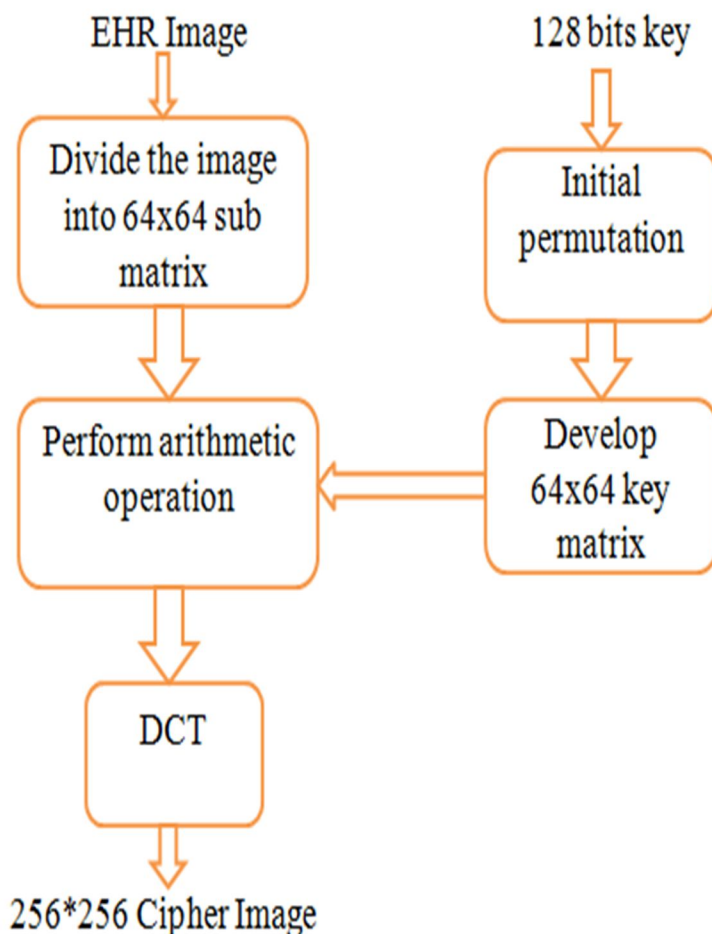 EHR Image
128 bits key
Divide the image
into 64x64 sub
matrix
Initial
permutation
Perform arithmetic
operation
Develop
64x64 key
matrix
DCT
256*256 Cipher Image